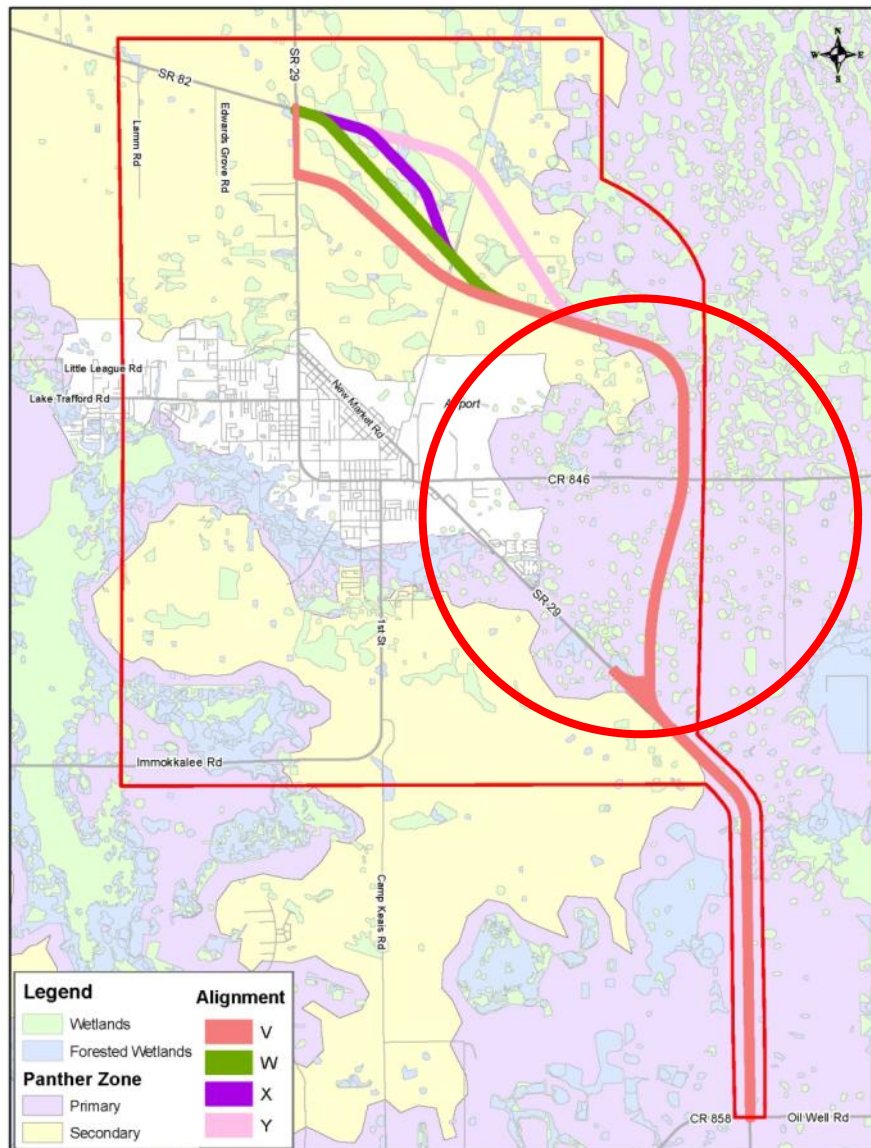 N
W E
S
SR 82
SR 29
Lamm Rd
Edwards Grove Rd
Little League Rd
Lake Trafford Rd
New Market Rd
Airport
CR 846
SR 29
1st St
Immokkalee Rd
Camp Keais Rd
CR 858
Oil Well Rd
Legend
Wetlands
Forested Wetlands
Panther Zone
Primary
Secondary
Alignment
V
W
X
Y